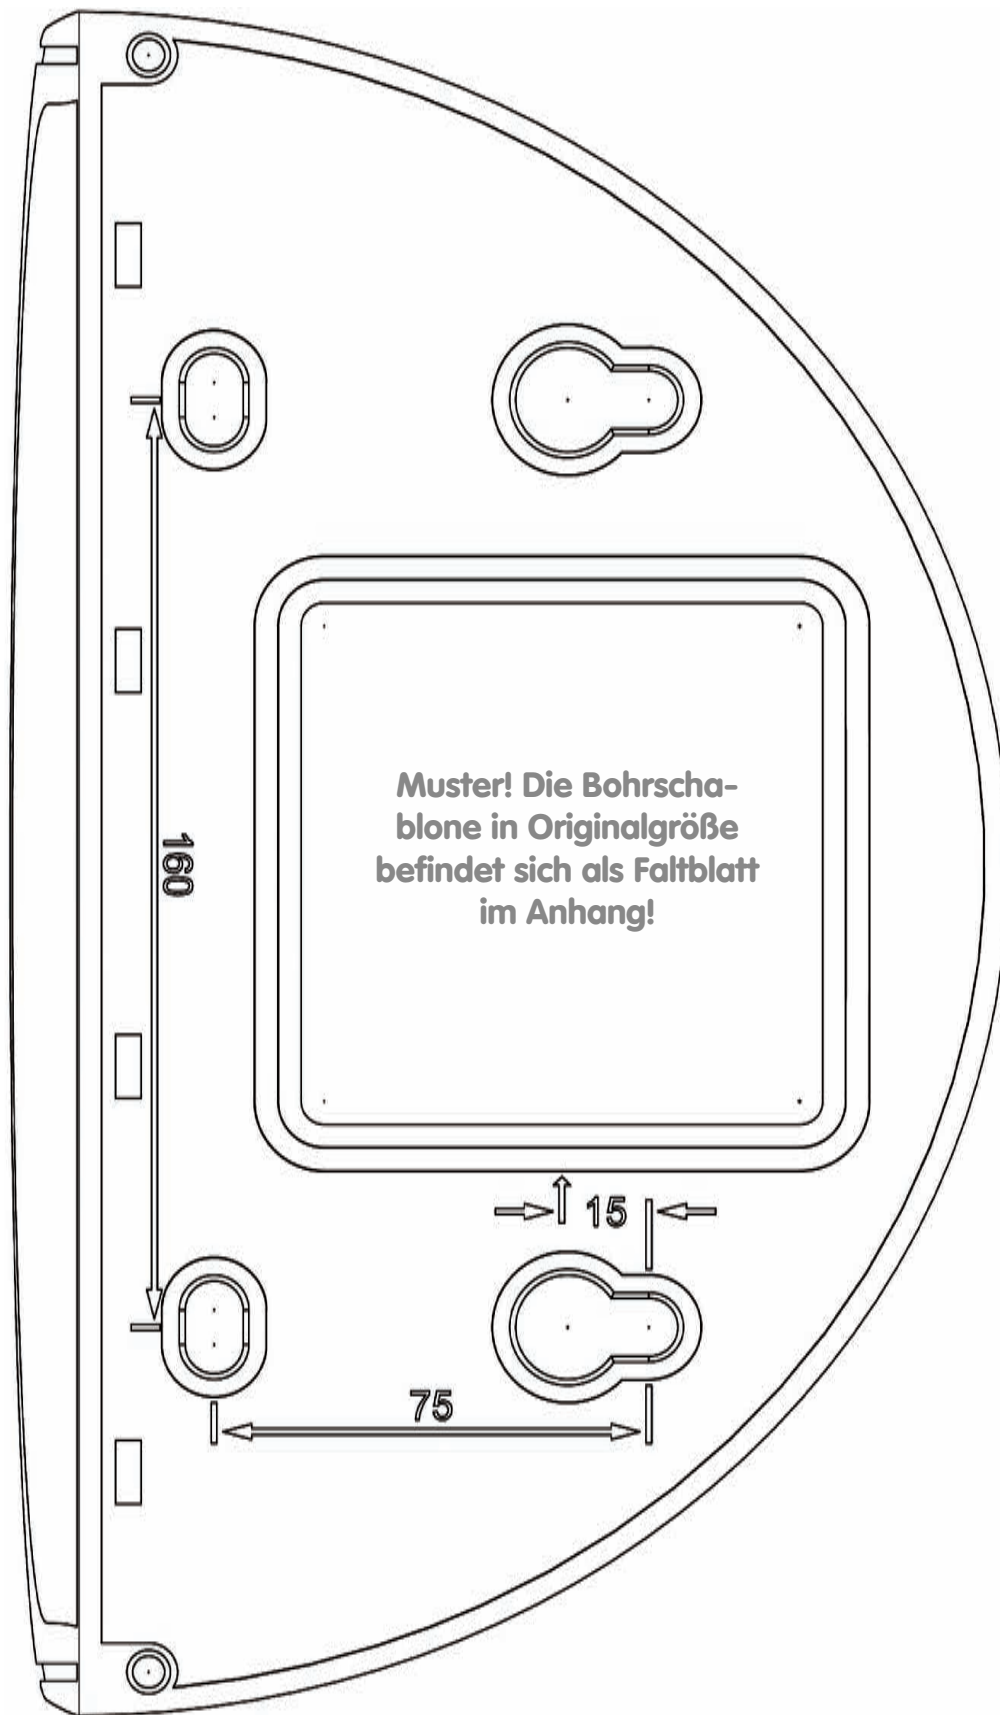 Muster! Die Bohrscha-
blone in Originalgröße
befindet sich als Faltblatt
im Anhang!
160
15
75